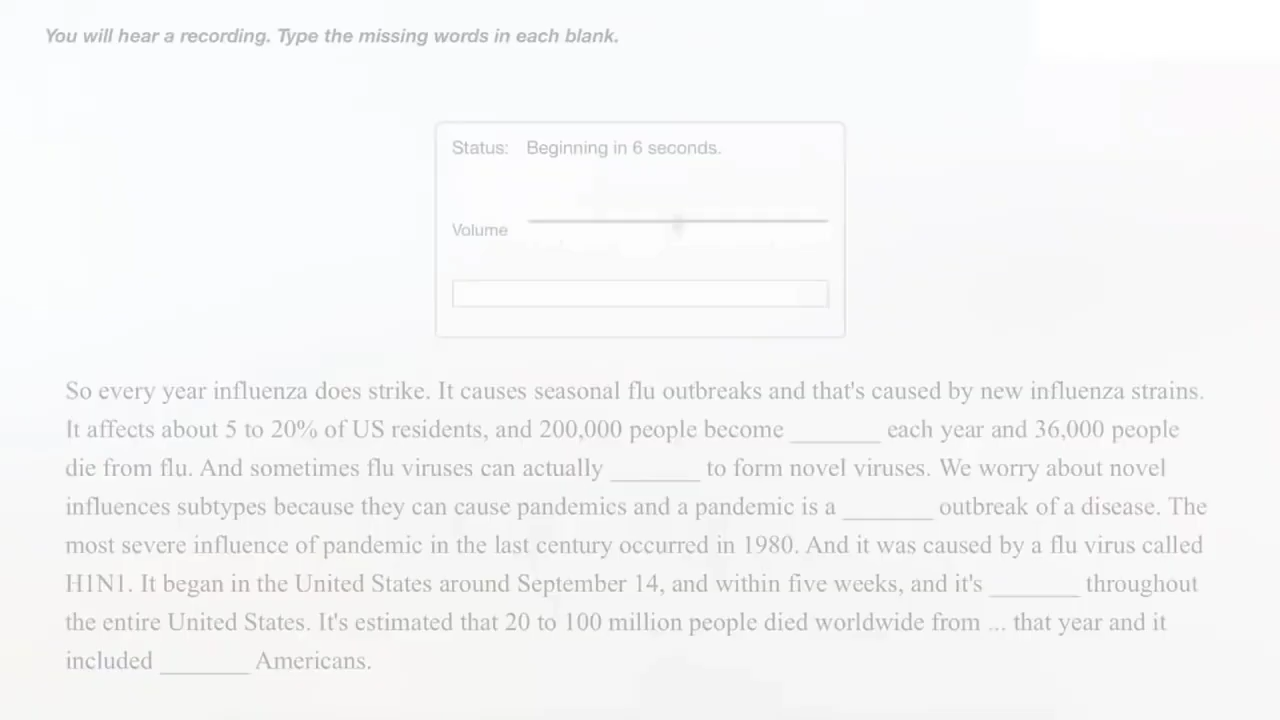 You will hear a recording. Type the missing words in each blank.
Status: Beginning in 6 seconds.
Volume
So every year influenza does strike. It causes seasonal flu outbreaks and that's caused by new influenza strains.
It affects about 5 to 20% of US residents, and 200,000 people become _______ each year and 36,000 people
die from flu. And sometimes flu viruses can actually _______ to form novel viruses. We worry about novel
influences subtypes because they can cause pandemics and a pandemic is a _______ outbreak of a disease. The
most severe influence of pandemic in the last century occurred in 1980. And it was caused by a flu virus called
H1N1. It began in the United States around September 14, and within five weeks, and it's _______ throughout
the entire United States. It's estimated that 20 to 100 million people died worldwide from ... that year and it
included _______ Americans.